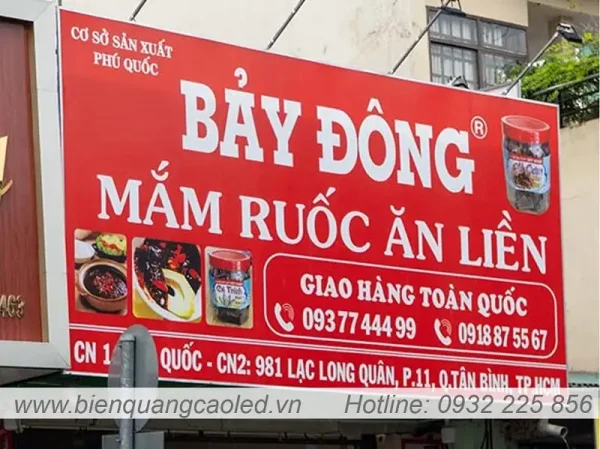 CƠ SỞ SẢN XUẤT
PHÚ QUỐC
BẢY ĐÔNG ®
MẮM RUỐC ĂN LIỀN
GIAO HÀNG TOÀN QUỐC
093 77 444 99 0918 87 55 67
CN 1 QUỐC - CN2: 981 LẠC LONG QUÂN, P.11, Q.TÂN BÌNH, TP.HCM
www.bienquangcaoled.vn Hotline: 0932 225 856